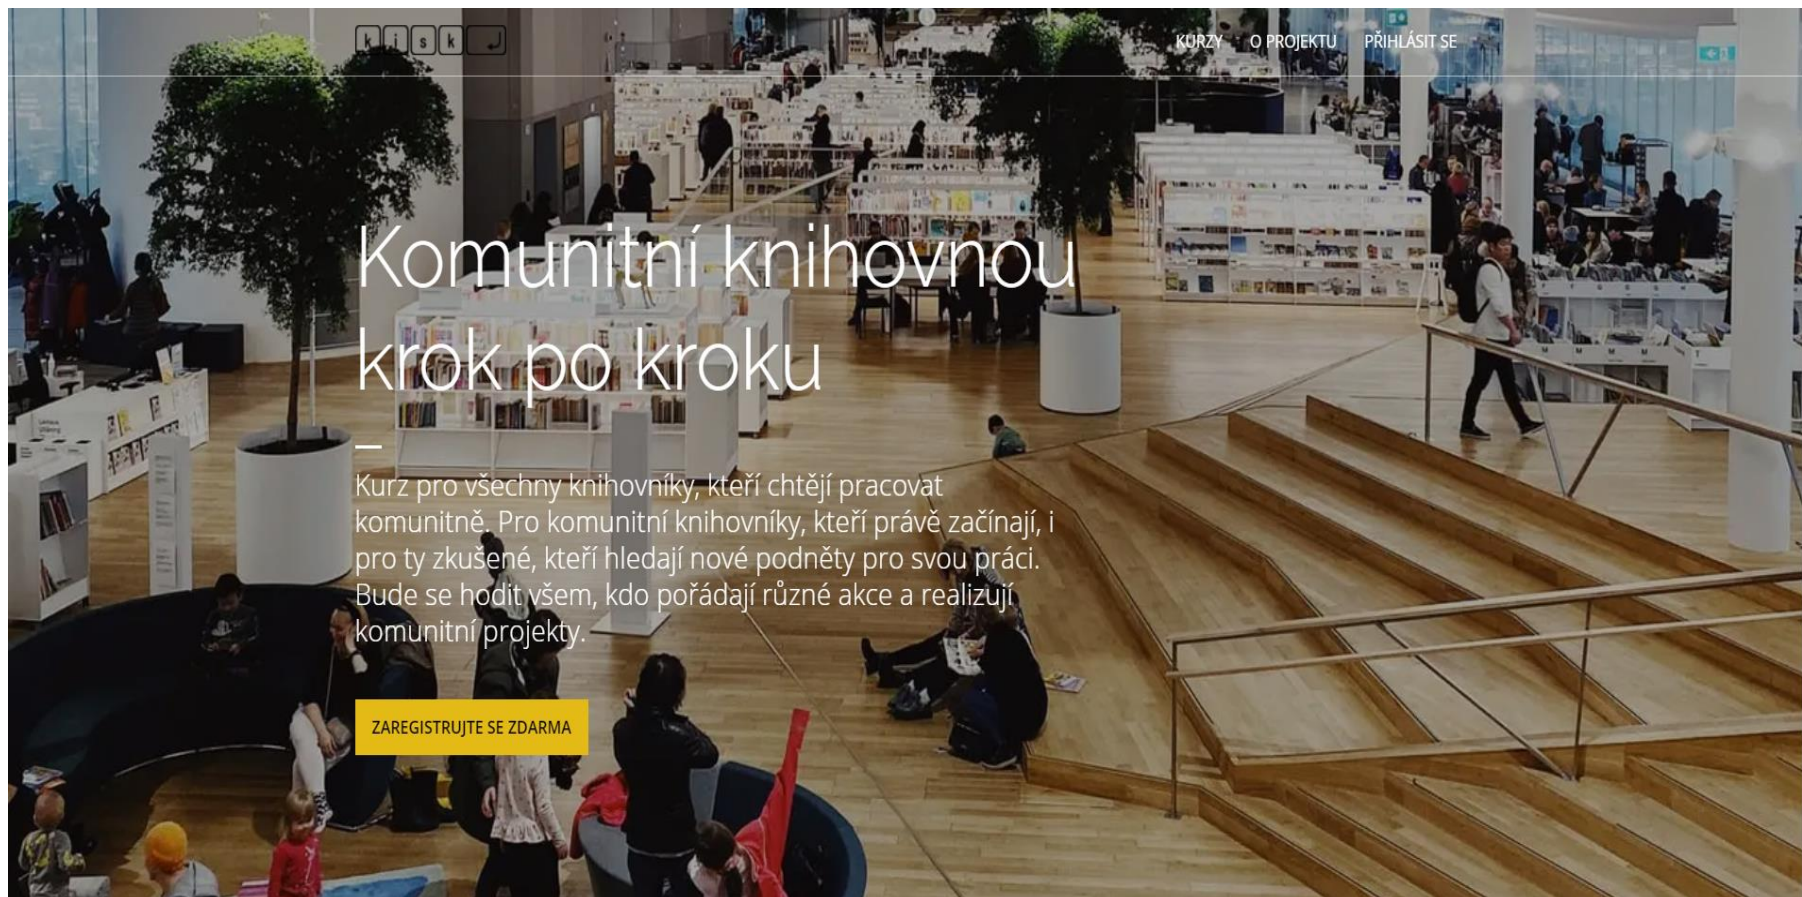 kisk
KURZY
O PROJEKTU
PŘIHLÁSIT SE
Komunitní knihovnou
krok po kroku
Kurz pro všechny knihovníky, kteří chtějí pracovat
komunitně. Pro komunitní knihovníky, kteří právě začínají, i
pro ty zkušené, kteří hledají nové podněty pro svou práci.
Bude se hodit všem, kdo pořádají různé akce a realizují
komunitní projekty.
ZAREGISTRUJTE SE ZDARMA